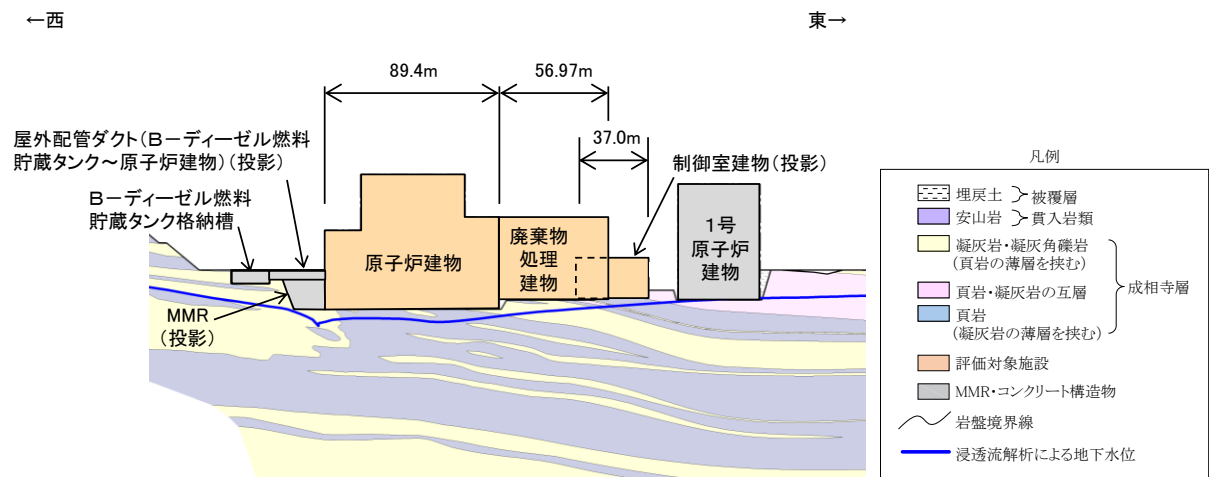 ←西
東→
89.4m
56.97m
37.0m
屋外配管ダクト(B-ディーゼル燃料
貯蔵タンク~原子炉建物)(投影)
B-ディーゼル燃料
貯蔵タンク格納槽
制御室建物(投影)
原子炉建物
廃棄物
処理
建物
1号
原子炉
建物
MMR
(投影)
凡例
埋戻土
被覆層
安山岩
貫入岩類
凝灰岩・凝灰角礫岩
(頁岩の薄層を挟む)
頁岩・凝灰岩の互層
成相寺層
頁岩
(凝灰岩の薄層を挟む)
評価対象施設
MMR・コンクリート構造物
岩盤境界線
浸透流解析による地下水位